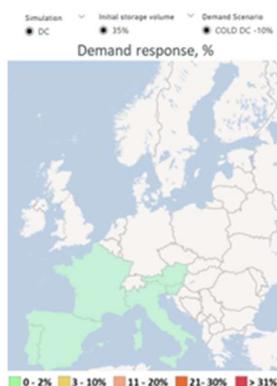 Simulation Initial storage volume Demand Scenario
DC 35% COLD DC -10%
Demand response, %
0 - 2% 3 - 10% 11 - 20% 21- 30% > 31%